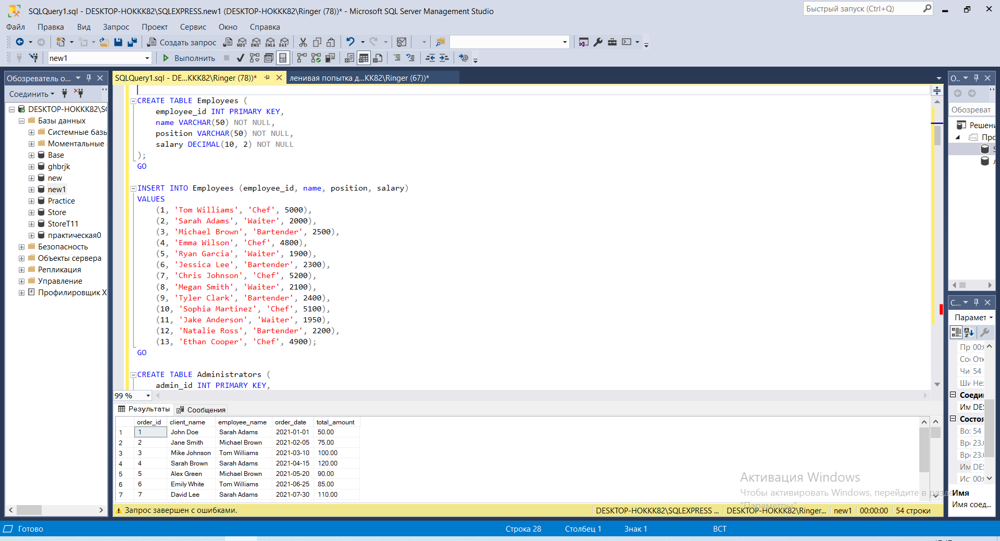 SQLQuery1.sql - DESKTOP-HOKKK82\SQLEXPRESS.new1 (DESKTOP-HOKKK82\Ringer (78))* - Microsoft SQL Server Management Studio
Быстрый запуск (Ctrl+Q)
Файл Правка Вид Запрос Проект Сервис Окно Справка
Создать запрос MDX DMX XMLA DAX
new1 Выполнить
Обозреватель о...
SQLQuery1.sql - DE...KKK82\Ringer (78))*
ленивая попытка д...KK82\Ringer (67))*
Соединить
DESKTOP-HOKKK82\S
Базы данных
Системные базы
Моментальные
Base
ghbrjk
new
new1
Practice
Store
StoreT11
практическая0
Безопасность
Объекты сервера
Репликация
Управление
Профилировщик X
CREATE TABLE Employees (
employee_id INT PRIMARY KEY,
name VARCHAR(50) NOT NULL,
position VARCHAR(50) NOT NULL,
salary DECIMAL(10, 2) NOT NULL
);
GO
INSERT INTO Employees (employee_id, name, position, salary)
VALUES
(1, 'Tom Williams', 'Chef', 5000),
(2, 'Sarah Adams', 'Waiter', 2000),
(3, 'Michael Brown', 'Bartender', 2500),
(4, 'Emma Wilson', 'Chef', 4800),
(5, 'Ryan Garcia', 'Waiter', 1900),
(6, 'Jessica Lee', 'Bartender', 2300),
(7, 'Chris Johnson', 'Chef', 5200),
(8, 'Megan Smith', 'Waiter', 2100),
(9, 'Tyler Clark', 'Bartender', 2400),
(10, 'Sophia Martinez', 'Chef', 5100),
(11, 'Jake Anderson', 'Waiter', 1950),
(12, 'Natalie Ross', 'Bartender', 2200),
(13, 'Ethan Cooper', 'Chef', 4900);
GO
CREATE TABLE Administrators (
admin_id INT PRIMARY KEY,
99 %
Результаты Сообщения
order_id client_name employee_name order_date total_amount
1 1 John Doe Sarah Adams 2021-01-01 50.00
2 2 Jane Smith Michael Brown 2021-02-05 75.00
3 3 Mike Johnson Tom Williams 2021-03-10 100.00
4 4 Sarah Brown Sarah Adams 2021-04-15 120.00
5 5 Alex Green Michael Brown 2021-05-20 90.00
6 6 Emily White Tom Williams 2021-06-25 85.00
7 7 David Lee Sarah Adams 2021-07-30 110.00
Запрос завершен с ошибками.
DESKTOP-HOKKK82\SQLEXPRESS ... DESKTOP-HOKKK82\Ringer... new1 00:00:00 54 строки
О..
Обозреват
Решени
Про
С...
Парамет
Пр 00:
Со Отк
Чи 54
Ши Не
Соеди
Им DE
Состоя
Во 54
Вр 23.
Вр 23.
Им DE
Ис 00:
Имя
Имя соед...
Активация Windows
Чтобы активировать Windows, перейдите в раздел
"Параметры"
Готово Строка 28 Столбец 1 Знак 1 ВСТ